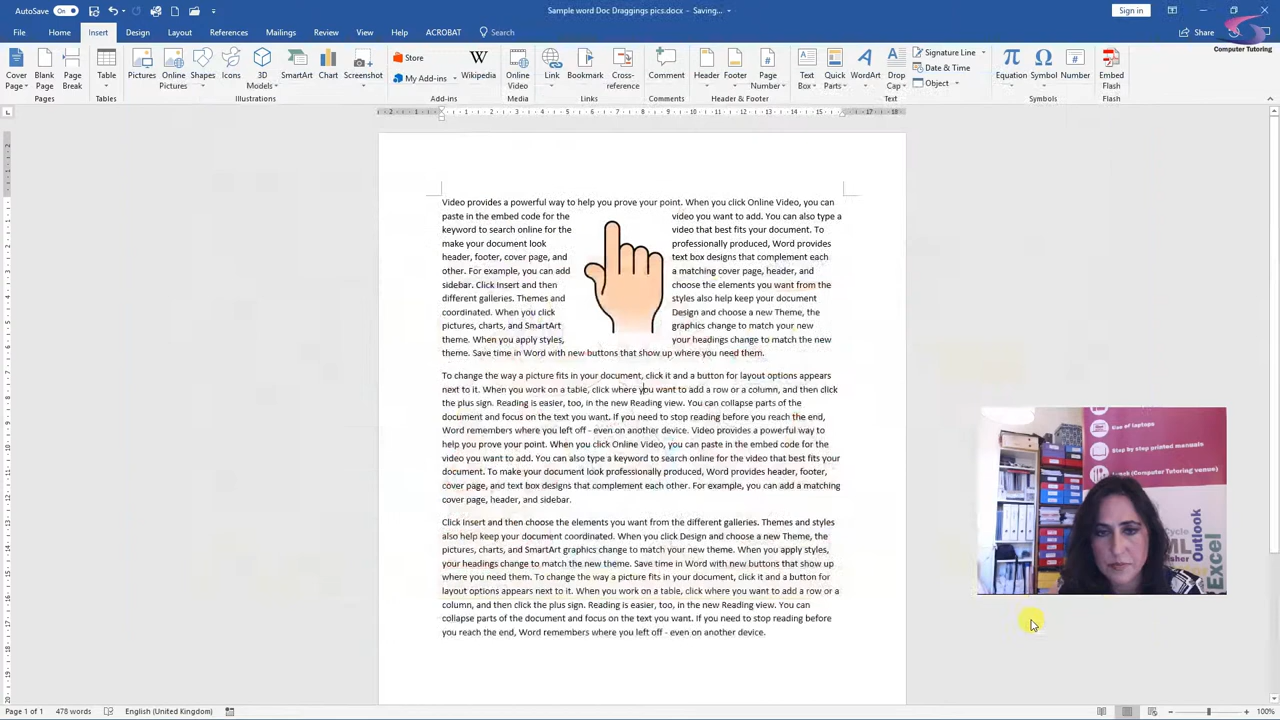 AutoSave On
Sample word Doc Draggings pics.docx - Saving...
Sign in
File Home Insert Design Layout References Mailings Review View Help ACROBAT Search
Share
Computer Tutoring
Cover Page
Blank Page
Page Break
Table
Pictures
Online Pictures
Shapes
Icons
3D Models
SmartArt
Chart
Screenshot
Store
My Add-ins
Wikipedia
Online Video
Link
Bookmark
Cross-reference
Comment
Header
Footer
Page Number
Text Box
Quick Parts
WordArt
Drop Cap
Signature Line
Date & Time
Object
Equation
Symbol
Number
Embed Flash
Pages Tables Illustrations Add-ins Media Links Comments Header & Footer Text Symbols Flash
Video provides a powerful way to help you prove your point. When you click Online Video, you can
paste in the embed code for the video you want to add. You can also type a
keyword to search online for the video that best fits your document. To
make your document look professionally produced, Word provides
header, footer, cover page, and text box designs that complement each
other. For example, you can add a matching cover page, header, and
sidebar. Click Insert and then choose the elements you want from the
different galleries. Themes and styles also help keep your document
coordinated. When you click Design and choose a new Theme, the
pictures, charts, and SmartArt graphics change to match your new
theme. When you apply styles, your headings change to match the new
theme. Save time in Word with new buttons that show up where you need them.
To change the way a picture fits in your document, click it and a button for layout options appears
next to it. When you work on a table, click where you want to add a row or a column, and then click
the plus sign. Reading is easier, too, in the new Reading view. You can collapse parts of the
document and focus on the text you want. If you need to stop reading before you reach the end,
Word remembers where you left off - even on another device. Video provides a powerful way to
help you prove your point. When you click Online Video, you can paste in the embed code for the
video you want to add. You can also type a keyword to search online for the video that best fits your
document. To make your document look professionally produced, Word provides header, footer,
cover page, and text box designs that complement each other. For example, you can add a matching
cover page, header, and sidebar.
Click Insert and then choose the elements you want from the different galleries. Themes and styles
also help keep your document coordinated. When you click Design and choose a new Theme, the
pictures, charts, and SmartArt graphics change to match your new theme. When you apply styles,
your headings change to match the new theme. Save time in Word with new buttons that show up
where you need them. To change the way a picture fits in your document, click it and a button for
layout options appears next to it. When you work on a table, click where you want to add a row or a
column, and then click the plus sign. Reading is easier, too, in the new Reading view. You can
collapse parts of the document and focus on the text you want. If you need to stop reading before
you reach the end, Word remembers where you left off - even on another device.
Use of laptops
Step by step printed manuals
Lunch (Computer Tutoring venue)
Outlook
Excel
Page 1 of 1 478 words English (United Kingdom) 100%